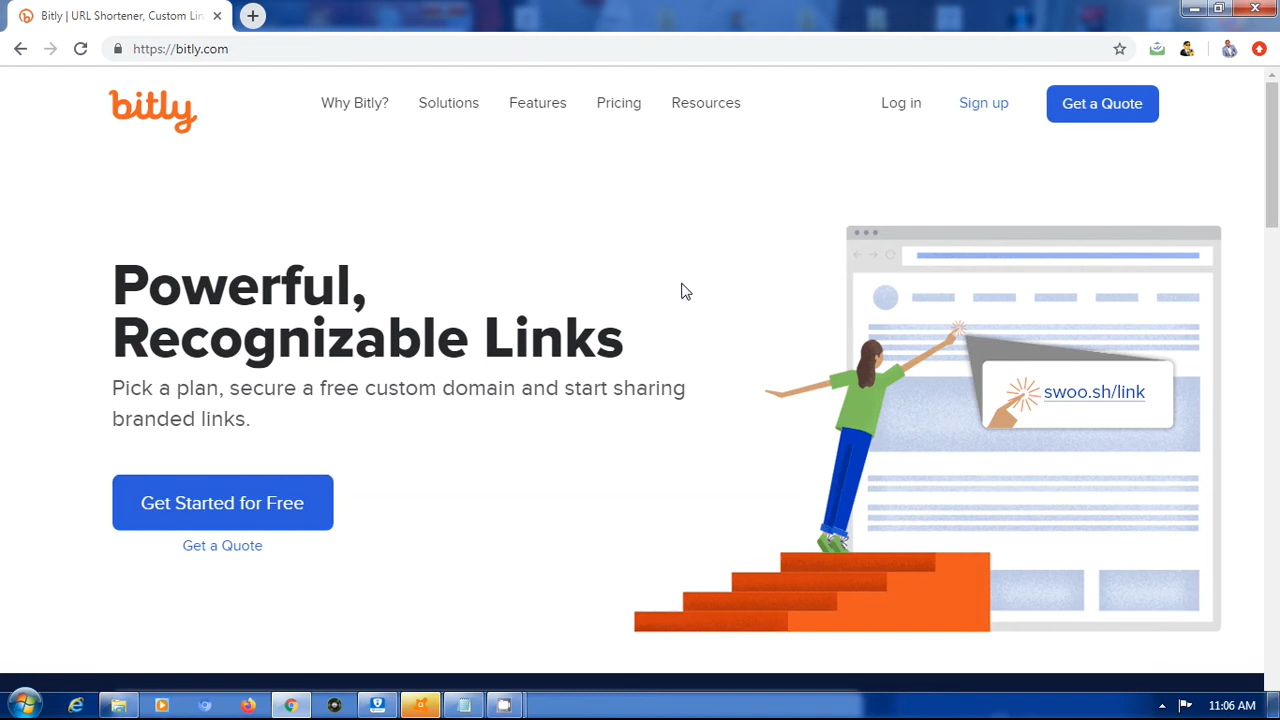 Bitly | URL Shortener, Custom Lin
https://bitly.com
bitly
Why Bitly?
Solutions
Features
Pricing
Resources
Log in
Sign up
Get a Quote
Powerful,
Recognizable Links
Pick a plan, secure a free custom domain and start sharing
branded links.
Get Started for Free
Get a Quote
swoo.sh/link
11:06 AM